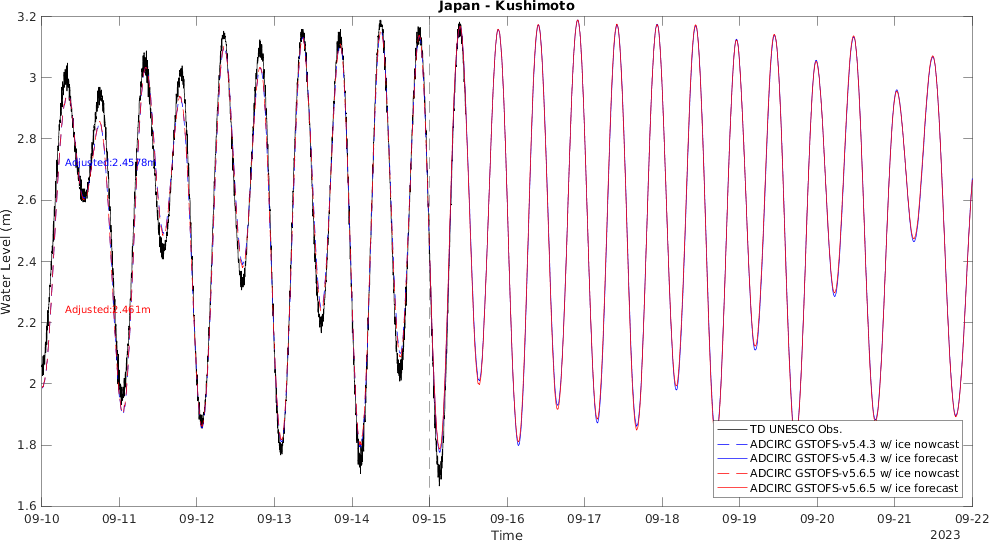 Japan - Kushimoto
3.2
3
2.8
2.6
2.4
2.2
2
1.8
1.6
Water Level (m)
Adjusted:2.4578m
Adjusted:2.461m
TD UNESCO Obs.
ADCIRC GSTOFS-v5.4.3 w/ ice nowcast
ADCIRC GSTOFS-v5.4.3 w/ ice forecast
ADCIRC GSTOFS-v5.6.5 w/ ice nowcast
ADCIRC GSTOFS-v5.6.5 w/ ice forecast
09-10 09-11 09-12 09-13 09-14 09-15 09-16 09-17 09-18 09-19 09-20 09-21 09-22
Time
2023